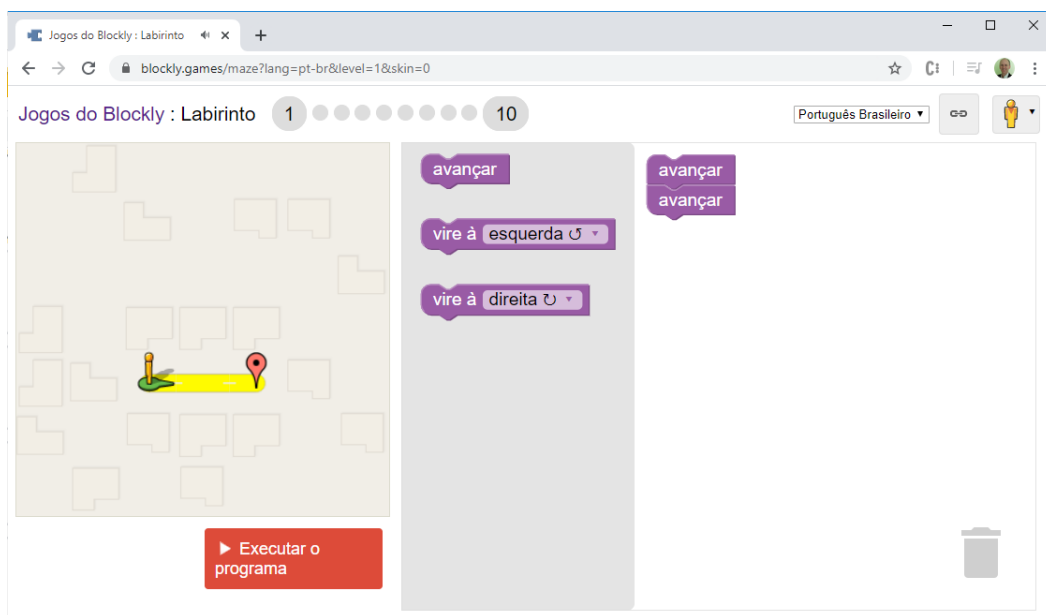 Jogos do Blockly : Labirinto
blockly.games/maze?lang=pt-br&level=1&skin=0
Jogos do Blockly : Labirinto 1 10 Português Brasileiro
avançar
vire à esquerda
vire à direita
avançar
avançar
Executar o
programa